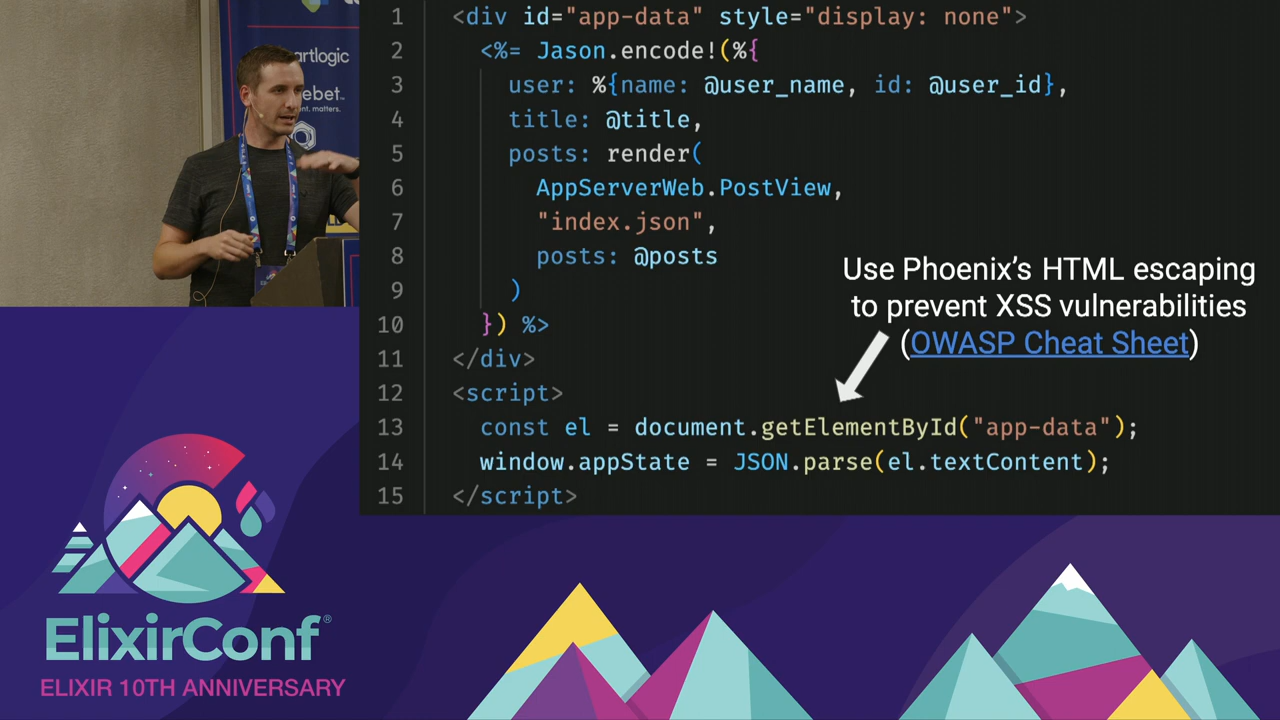 artlogic
ebet™
nt. matters.
1 <div id="app-data" style="display: none">
2 <%= Jason.encode!(%{
3 user: %{name: @user_name, id: @user_id},
4 title: @title,
5 posts: render(
6 AppServerWeb.PostView,
7 "index.json",
8 posts: @posts
9 )
10 }) %>
11 </div>
12 <script>
13 const el = document.getElementById("app-data");
14 window.appState = JSON.parse(el.textContent);
15 </script>
Use Phoenix’s HTML escaping
to prevent XSS vulnerabilities
(OWASP Cheat Sheet)
ElixirConf®
ELIXIR 10TH ANNIVERSARY